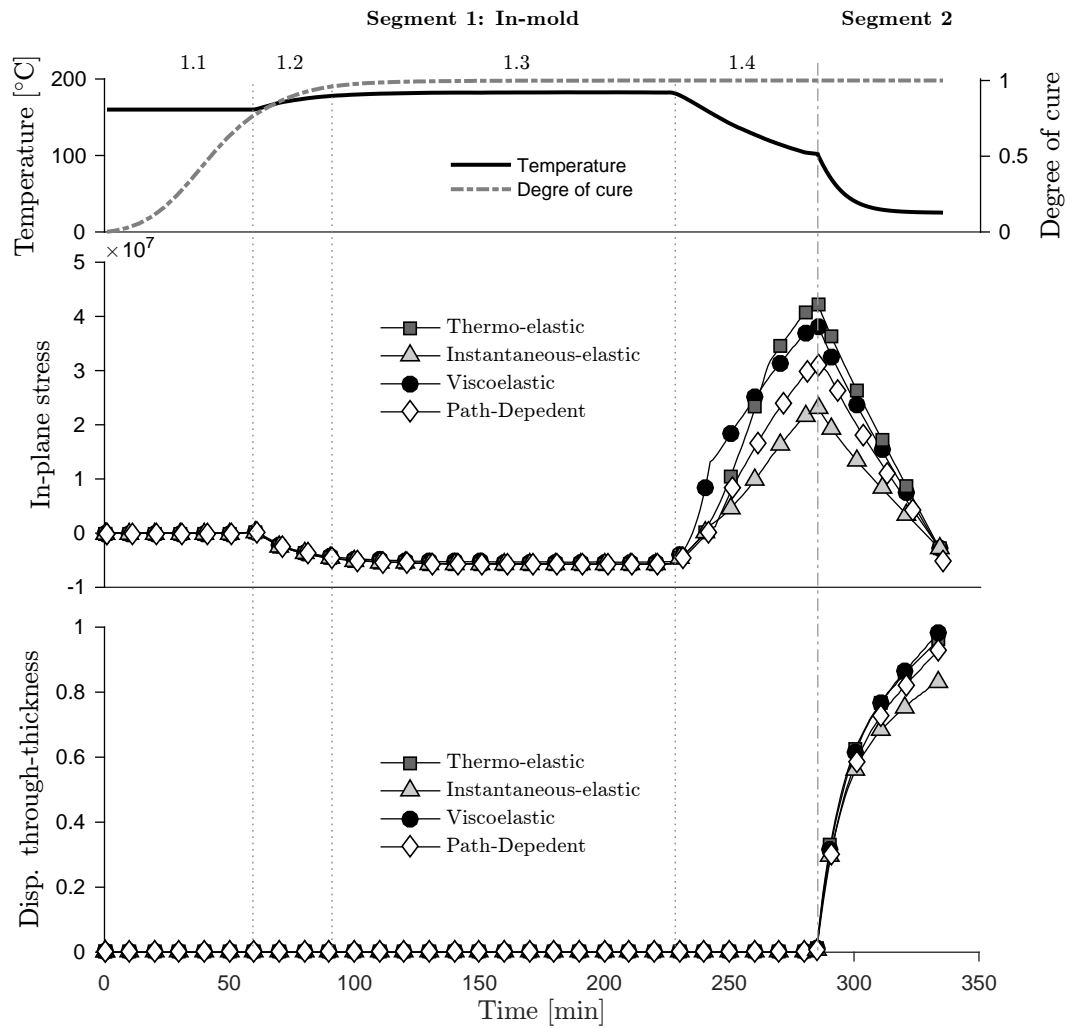 Segment 1: In-mold Segment 2
1.1 1.2 1.3 1.4
Temperature [°C]
200
100
0
Temperature
Degre of cure
1
0.5
0
Degree of cure
×10⁷
In-plane stress
5
4
3
2
1
0
-1
Thermo-elastic
Instantaneous-elastic
Viscoelastic
Path-Depedent
Disp. through-thickness
1
0.8
0.6
0.4
0.2
0
Thermo-elastic
Instantaneous-elastic
Viscoelastic
Path-Depedent
0 50 100 150 200 250 300 350
Time [min]